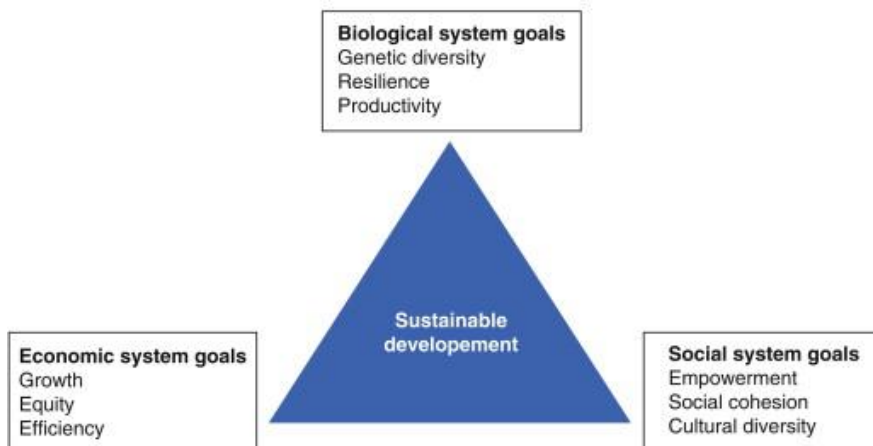 Biological system goals
Genetic diversity
Resilience
Productivity
Sustainable
developement
Economic system goals
Growth
Equity
Efficiency
Social system goals
Empowerment
Social cohesion
Cultural diversity